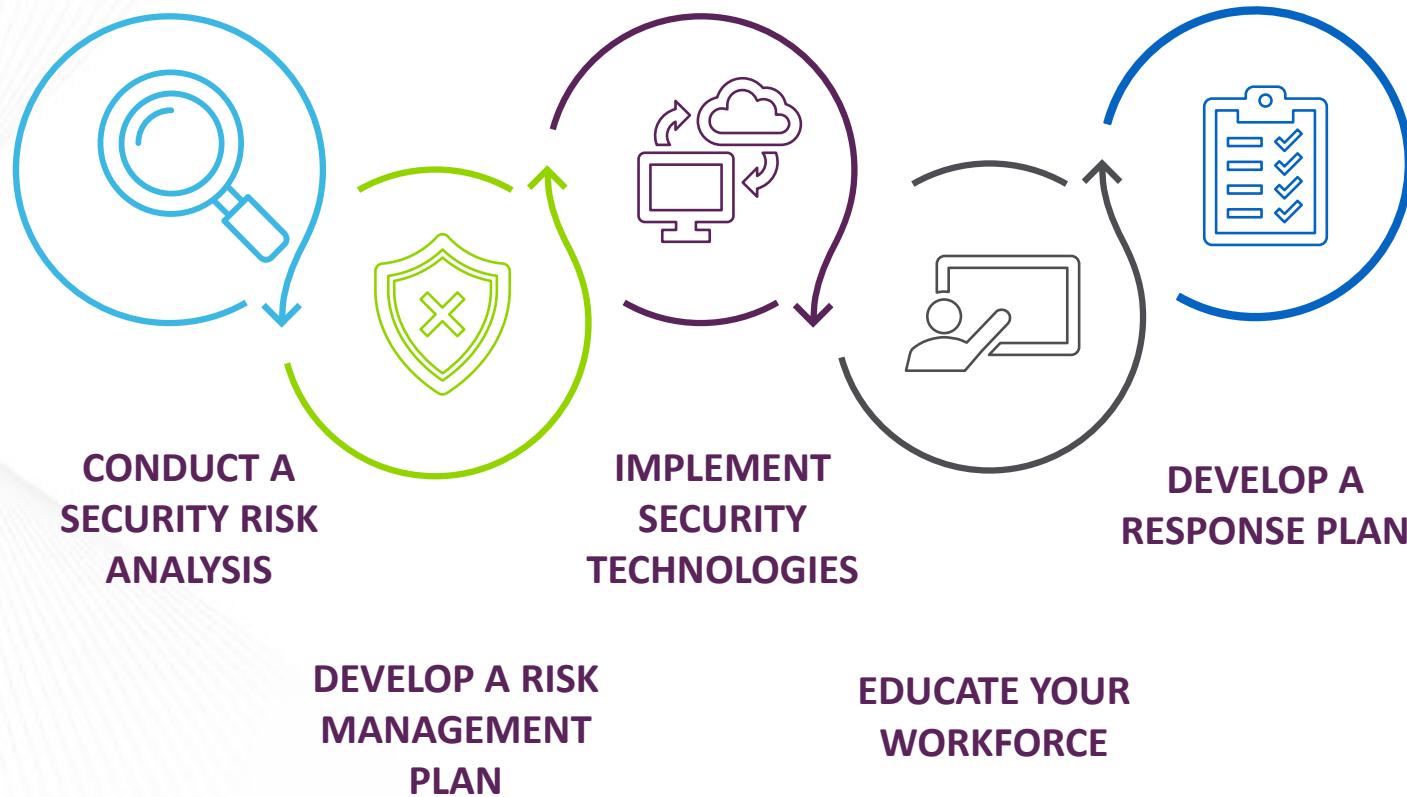 CONDUCT A
SECURITY RISK
ANALYSIS
DEVELOP A RISK
MANAGEMENT
PLAN
IMPLEMENT
SECURITY
TECHNOLOGIES
EDUCATE YOUR
WORKFORCE
DEVELOP A
RESPONSE PLAN